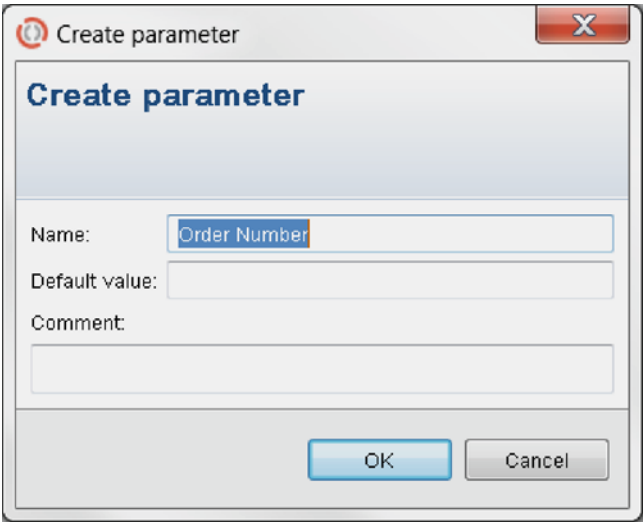 Create parameter
Create parameter
Name: Order Number
Default value:
Comment:
OK Cancel